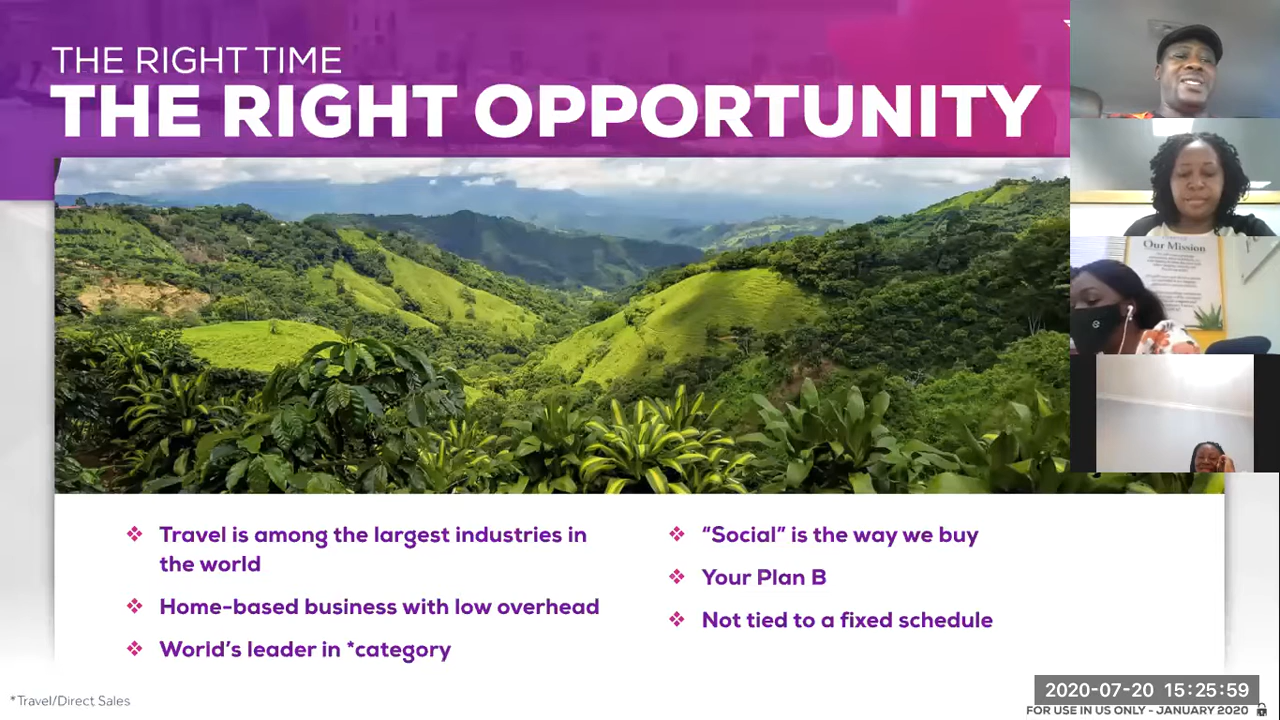 THE RIGHT TIME
THE RIGHT OPPORTUNITY
Our Mission
❖ Travel is among the largest industries in
the world
❖ Home-based business with low overhead
❖ World's leader in *category
❖ “Social” is the way we buy
❖ Your Plan B
❖ Not tied to a fixed schedule
*Travel/Direct Sales
2020-07-20 15:25:59
FOR USE IN US ONLY - JANUARY 2020